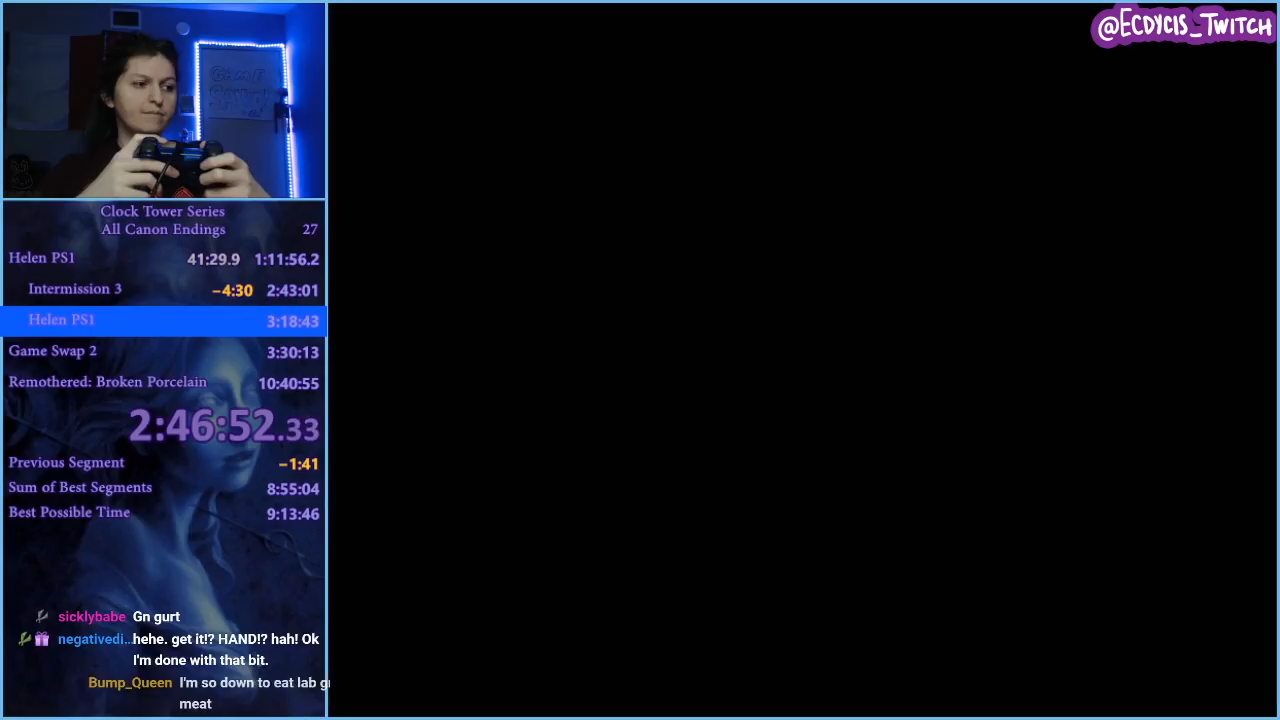 @ECDYCIS_TWITCH
Clock Tower Series
All Canon Endings 27
Helen PS1 41:29.9 1:11:56.2
Intermission 3 −4:30 2:43:01
Helen PS1 3:18:43
Game Swap 2 3:30:13
Remothered: Broken Porcelain 10:40:55
2:46:52.33
Previous Segment −1:41
Sum of Best Segments 8:55:04
Best Possible Time 9:13:46
sicklybabe Gn gurt
negativedi... hehe. get it!? HAND!? hah! Ok
I'm done with that bit.
Bump_Queen I'm so down to eat lab
meat